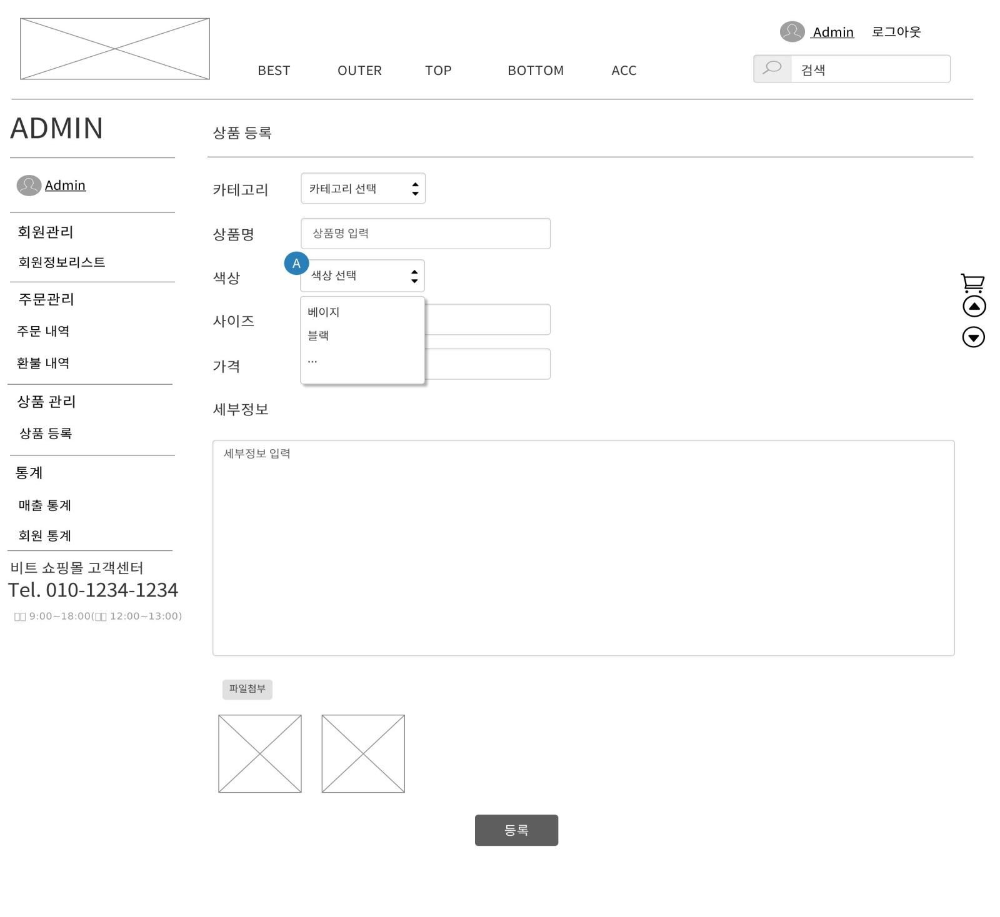 Admin 로그아웃
BEST OUTER TOP BOTTOM ACC
검색
ADMIN
Admin
회원관리
회원정보리스트
주문관리
주문 내역
환불 내역
상품 관리
상품 등록
통계
매출 통계
회원 통계
비트 쇼핑몰 고객센터
Tel. 010-1234-1234
9:00~18:00( 12:00~13:00)
상품 등록
카테고리 카테고리 선택
상품명 상품명 입력
A
색상 색상 선택
베이지
블랙
...
사이즈
가격
세부정보
세부정보 입력
파일첨부
등록